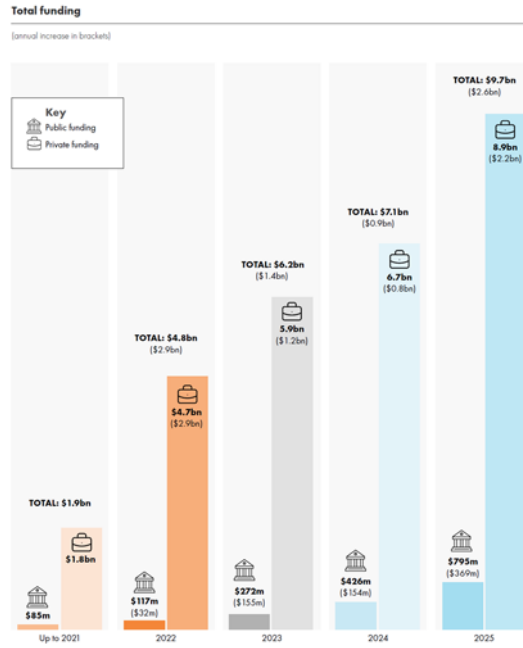 Total funding
(annual increase in brackets)
Key
Public funding
Private funding
TOTAL: $1.9bn
$1.8bn
$85m
Up to 2021
TOTAL: $4.8bn
($2.9bn)
$4.7bn
($2.9bn)
$117m
($32m)
2022
TOTAL: $6.2bn
($1.4bn)
5.9bn
($1.2bn)
$272m
($155m)
2023
TOTAL: $7.1bn
($0.9bn)
6.7bn
($0.8bn)
$426m
($154m)
2024
TOTAL: $9.7bn
($2.6bn)
8.9bn
($2.2bn)
$795m
($369m)
2025